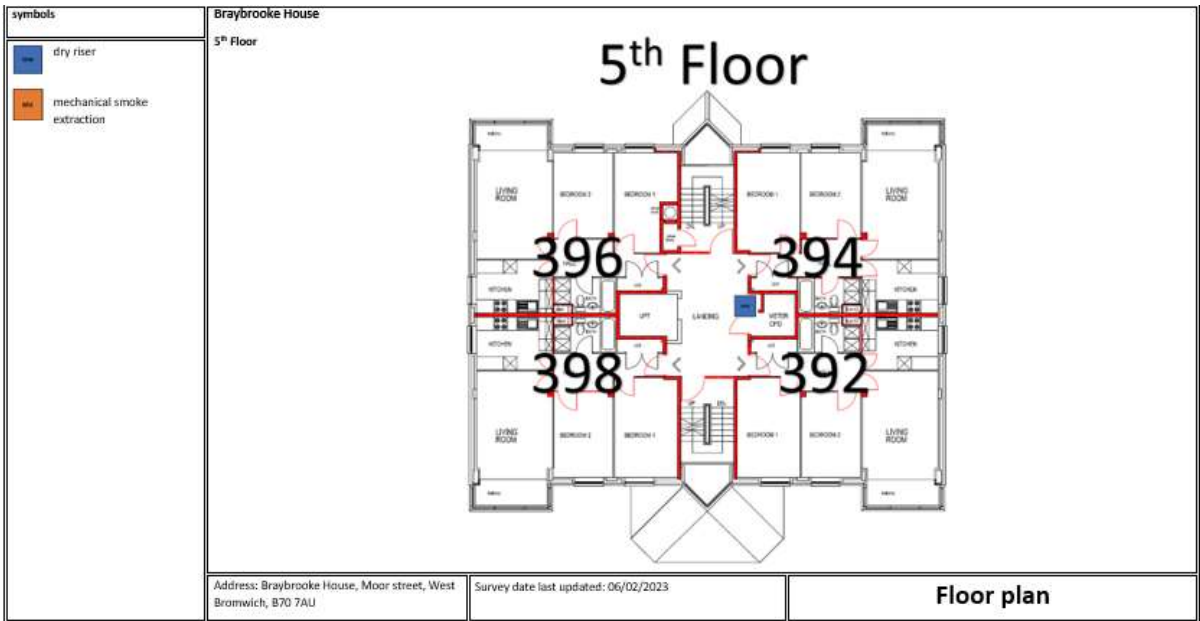 symbols
dry riser
mechanical smoke
extraction
Braybrooke House
5th Floor
5th Floor
LIVING
ROOM
BEDROOM 2
BEDROOM 1
BEDROOM 1
BEDROOM 2
LIVING
ROOM
396
394
KITCHEN
KITCHEN
LIFT
LANDING
METER
CPD
KITCHEN
KITCHEN
398
392
UP
LIVING
ROOM
BEDROOM 2
BEDROOM 1
BEDROOM 1
BEDROOM 2
LIVING
ROOM
Address: Braybrooke House, Moor street, West
Bromwich, B70 7AU
Survey date last updated: 06/02/2023
Floor plan